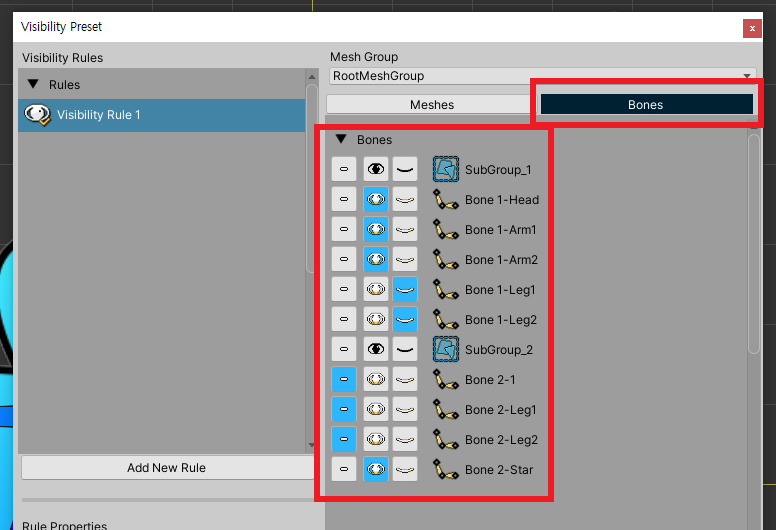 Visibility Preset
x
Visibility Rules
Rules
Visibility Rule 1
Add New Rule
Rule Properties
Mesh Group
RootMeshGroup
Meshes
Bones
Bones
SubGroup_1
Bone 1-Head
Bone 1-Arm1
Bone 1-Arm2
Bone 1-Leg1
Bone 1-Leg2
SubGroup_2
Bone 2-1
Bone 2-Leg1
Bone 2-Leg2
Bone 2-Star